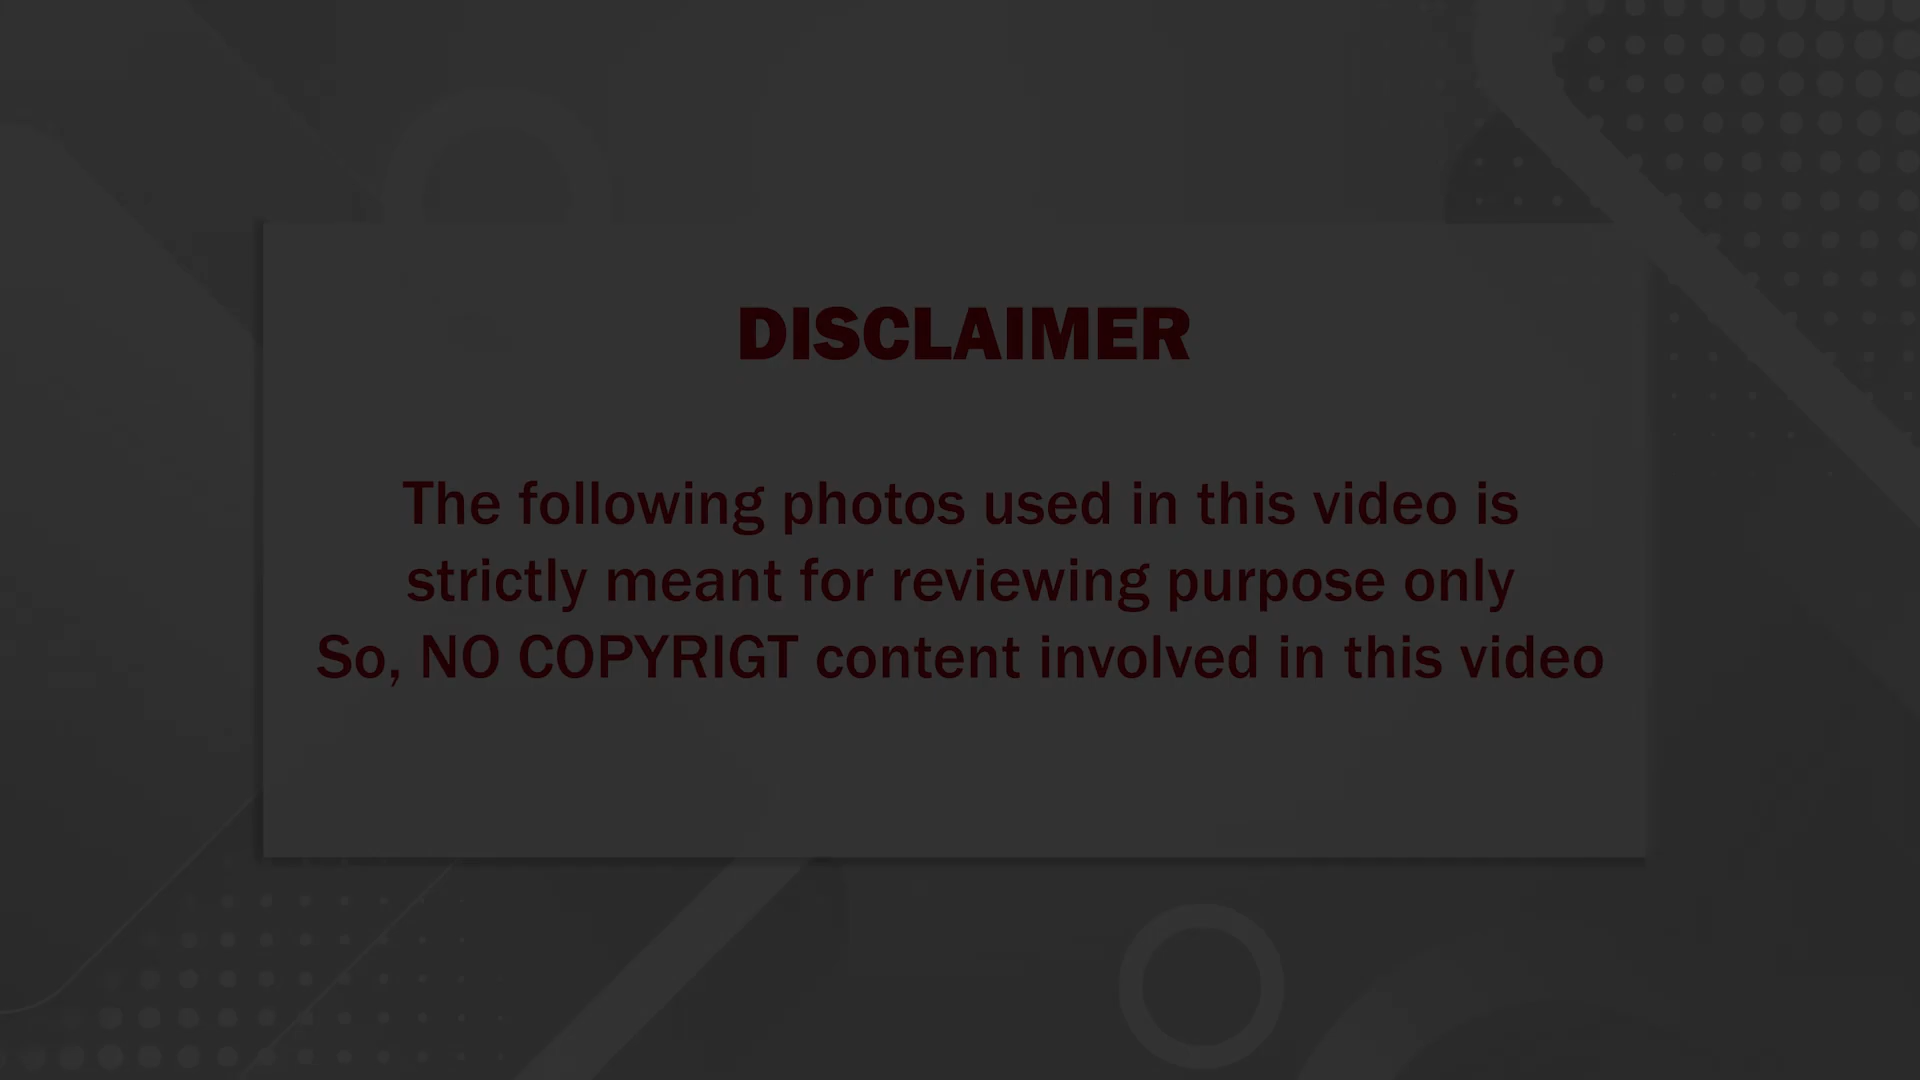 DISCLAIMER
The following photos used in this video is
strictly meant for reviewing purpose only
So, NO COPYRIGT content involved in this video